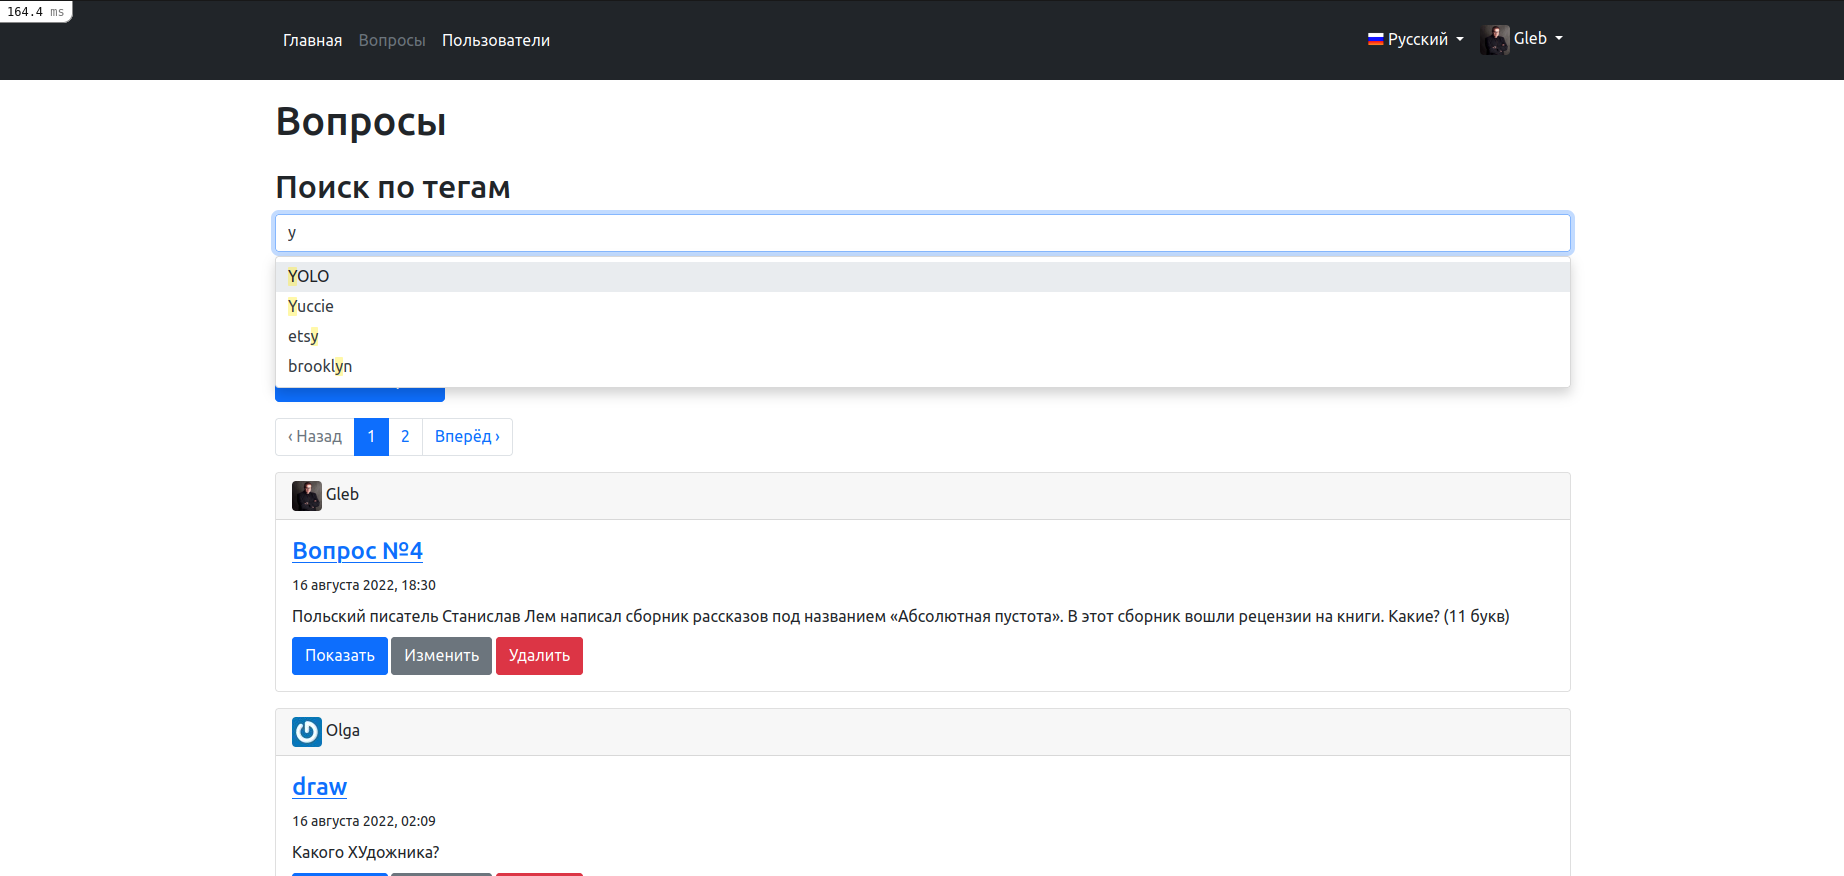 164.4 ms
Главная Вопросы Пользователи Русский Gleb
Вопросы
Поиск по тегам
y
YOLO
Yuccie
etsy
brooklyn
‹ Назад 1 2 Вперёд ›
Gleb
Вопрос №4
16 августа 2022, 18:30
Польский писатель Станислав Лем написал сборник рассказов под названием «Абсолютная пустота». В этот сборник вошли рецензии на книги. Какие? (11 букв)
Показать Изменить Удалить
Olga
draw
16 августа 2022, 02:09
Какого ХУдожника?